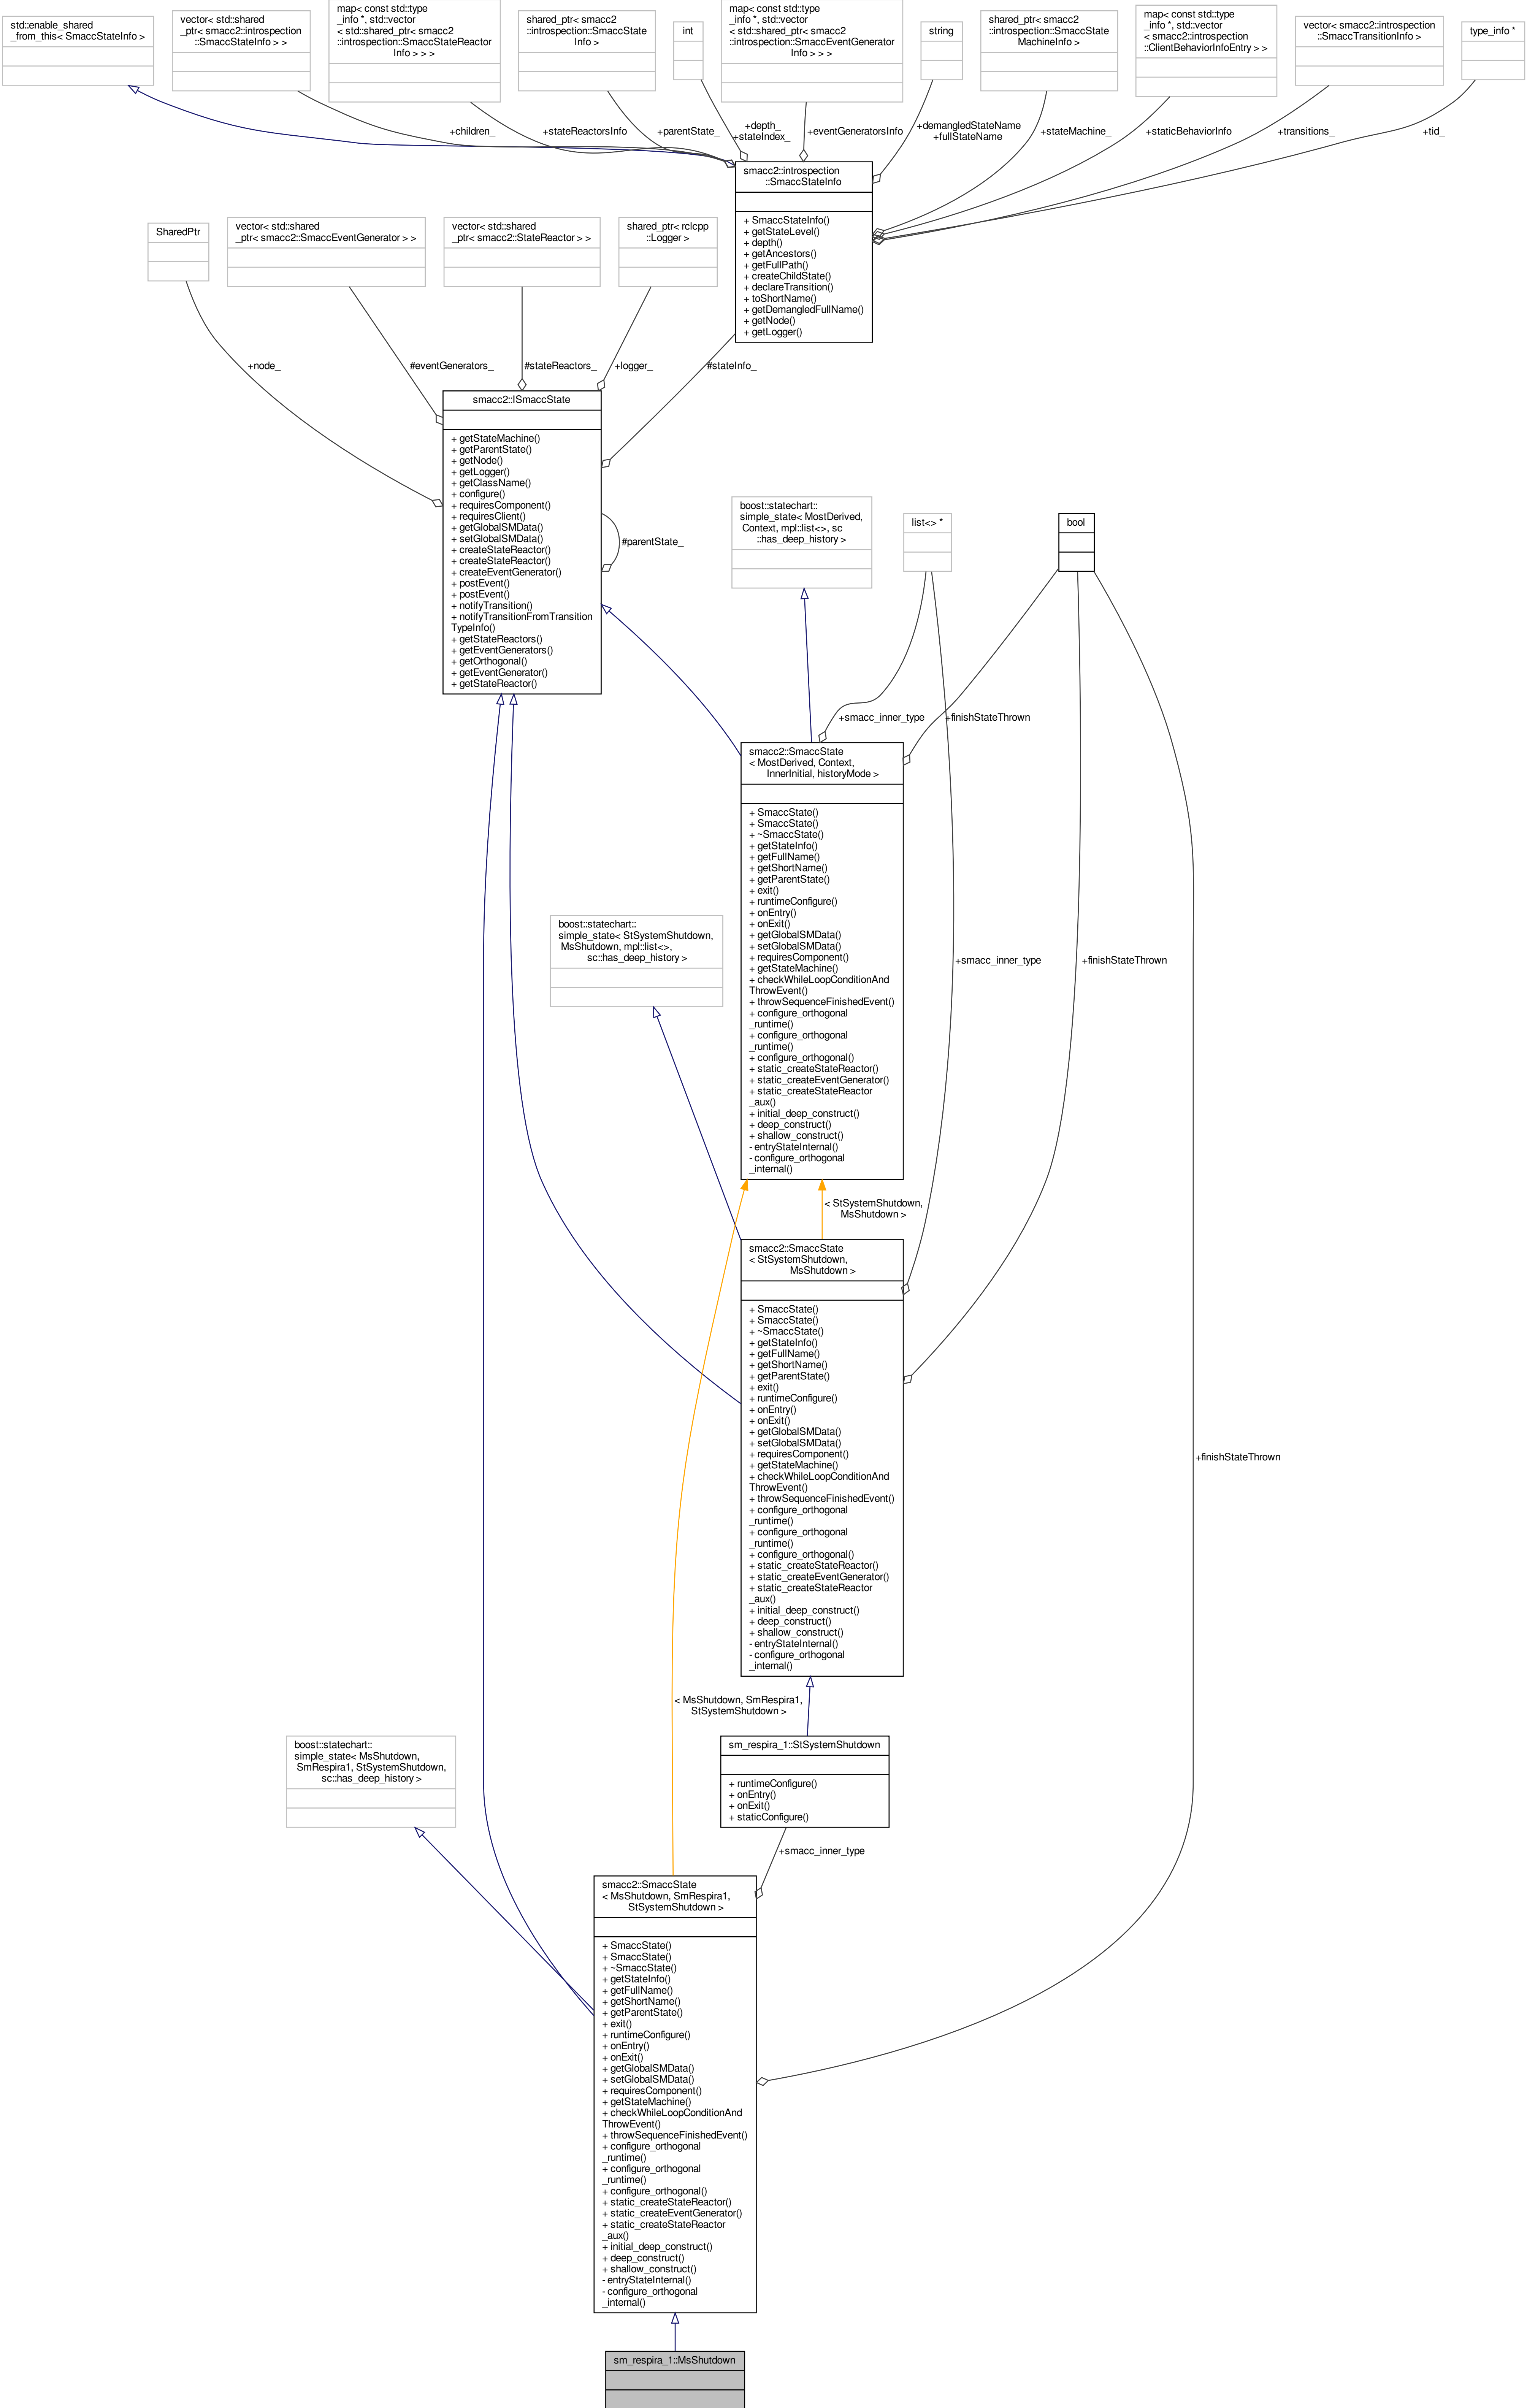 std::enable_shared
_from_this< SmaccStateInfo >
vector< std::shared
_ptr< smacc2::introspection
::SmaccStateInfo > >
map< const std::type
_info *, std::vector
< std::shared_ptr< smacc2
::introspection::SmaccStateReactor
Info > > >
shared_ptr< smacc2
::introspection::SmaccState
Info >
int
map< const std::type
_info *, std::vector
< std::shared_ptr< smacc2
::introspection::SmaccEventGenerator
Info > > >
string
shared_ptr< smacc2
::introspection::SmaccState
MachineInfo >
map< const std::type
_info *, std::vector
< smacc2::introspection
::ClientBehaviorInfoEntry > >
vector< smacc2::introspection
::SmaccTransitionInfo >
type_info *
+children_
+stateReactorsInfo
+parentState_
+depth_
+stateIndex_
+eventGeneratorsInfo
+demangledStateName
+fullStateName
+stateMachine_
+staticBehaviorInfo
+transitions_
+tid_
smacc2::introspection
::SmaccStateInfo
+ SmaccStateInfo()
+ getStateLevel()
+ depth()
+ getAncestors()
+ getFullPath()
+ createChildState()
+ declareTransition()
+ toShortName()
+ getDemangledFullName()
+ getNode()
+ getLogger()
SharedPtr
vector< std::shared
_ptr< smacc2::SmaccEventGenerator > >
vector< std::shared
_ptr< smacc2::StateReactor > >
shared_ptr< rclcpp
::Logger >
+node_
#eventGenerators_
#stateReactors_
+logger_
#stateInfo_
smacc2::ISmaccState
+ getStateMachine()
+ getParentState()
+ getNode()
+ getLogger()
+ getClassName()
+ configure()
+ requiresComponent()
+ requiresClient()
+ getGlobalSMData()
+ setGlobalSMData()
+ createStateReactor()
+ createStateReactor()
+ createEventGenerator()
+ postEvent()
+ postEvent()
+ notifyTransition()
+ notifyTransitionFromTransition
TypeInfo()
+ getStateReactors()
+ getEventGenerators()
+ getOrthogonal()
+ getEventGenerator()
+ getStateReactor()
#parentState_
boost::statechart::
simple_state< MostDerived,
Context, mpl::list<>, sc
::has_deep_history >
list<> *
bool
+smacc_inner_type
+finishStateThrown
smacc2::SmaccState
< MostDerived, Context,
InnerInitial, historyMode >
+ SmaccState()
+ SmaccState()
+ ~SmaccState()
+ getStateInfo()
+ getFullName()
+ getShortName()
+ getParentState()
+ exit()
+ runtimeConfigure()
+ onEntry()
+ onExit()
+ getGlobalSMData()
+ setGlobalSMData()
+ requiresComponent()
+ getStateMachine()
+ checkWhileLoopConditionAnd
ThrowEvent()
+ throwSequenceFinishedEvent()
+ configure_orthogonal
_runtime()
+ configure_orthogonal
_runtime()
+ configure_orthogonal()
+ static_createStateReactor()
+ static_createEventGenerator()
+ static_createStateReactor
_aux()
+ initial_deep_construct()
+ deep_construct()
+ shallow_construct()
- entryStateInternal()
- configure_orthogonal
_internal()
boost::statechart::
simple_state< StSystemShutdown,
MsShutdown, mpl::list<>,
sc::has_deep_history >
+smacc_inner_type
+finishStateThrown
< StSystemShutdown,
MsShutdown >
smacc2::SmaccState
< StSystemShutdown,
MsShutdown >
+ SmaccState()
+ SmaccState()
+ ~SmaccState()
+ getStateInfo()
+ getFullName()
+ getShortName()
+ getParentState()
+ exit()
+ runtimeConfigure()
+ onEntry()
+ onExit()
+ getGlobalSMData()
+ setGlobalSMData()
+ requiresComponent()
+ getStateMachine()
+ checkWhileLoopConditionAnd
ThrowEvent()
+ throwSequenceFinishedEvent()
+ configure_orthogonal
_runtime()
+ configure_orthogonal
_runtime()
+ configure_orthogonal()
+ static_createStateReactor()
+ static_createEventGenerator()
+ static_createStateReactor
_aux()
+ initial_deep_construct()
+ deep_construct()
+ shallow_construct()
- entryStateInternal()
- configure_orthogonal
_internal()
+finishStateThrown
< MsShutdown, SmRespira1,
StSystemShutdown >
boost::statechart::
simple_state< MsShutdown,
SmRespira1, StSystemShutdown,
sc::has_deep_history >
sm_respira_1::StSystemShutdown
+ runtimeConfigure()
+ onEntry()
+ onExit()
+ staticConfigure()
+smacc_inner_type
smacc2::SmaccState
< MsShutdown, SmRespira1,
StSystemShutdown >
+ SmaccState()
+ SmaccState()
+ ~SmaccState()
+ getStateInfo()
+ getFullName()
+ getShortName()
+ getParentState()
+ exit()
+ runtimeConfigure()
+ onEntry()
+ onExit()
+ getGlobalSMData()
+ setGlobalSMData()
+ requiresComponent()
+ getStateMachine()
+ checkWhileLoopConditionAnd
ThrowEvent()
+ throwSequenceFinishedEvent()
+ configure_orthogonal
_runtime()
+ configure_orthogonal
_runtime()
+ configure_orthogonal()
+ static_createStateReactor()
+ static_createEventGenerator()
+ static_createStateReactor
_aux()
+ initial_deep_construct()
+ deep_construct()
+ shallow_construct()
- entryStateInternal()
- configure_orthogonal
_internal()
sm_respira_1::MsShutdown